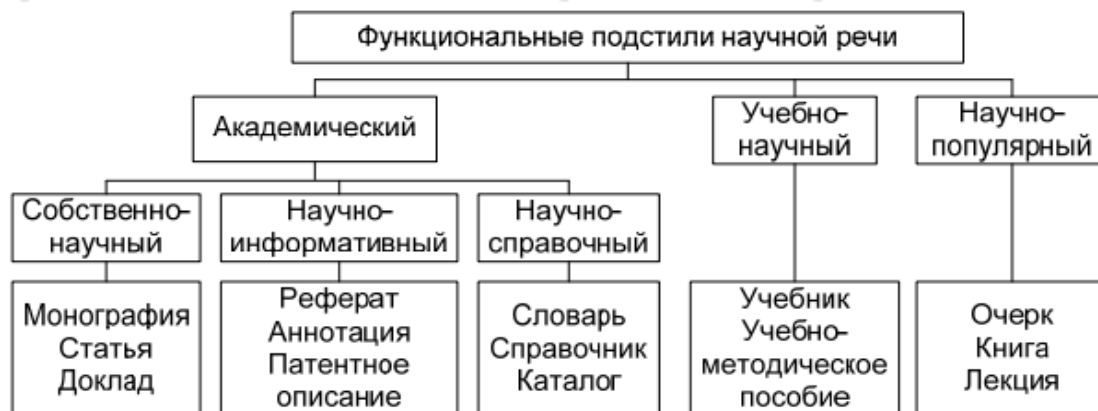 Функциональные подстили научной речи
Академический
Учебно-
научный
Научно-
популярный
Собственно-
научный
Научно-
информативный
Научно-
справочный
Монография
Статья
Доклад
Реферат
Аннотация
Патентное
описание
Словарь
Справочник
Каталог
Учебник
Учебно-
методическое
пособие
Очерк
Книга
Лекция